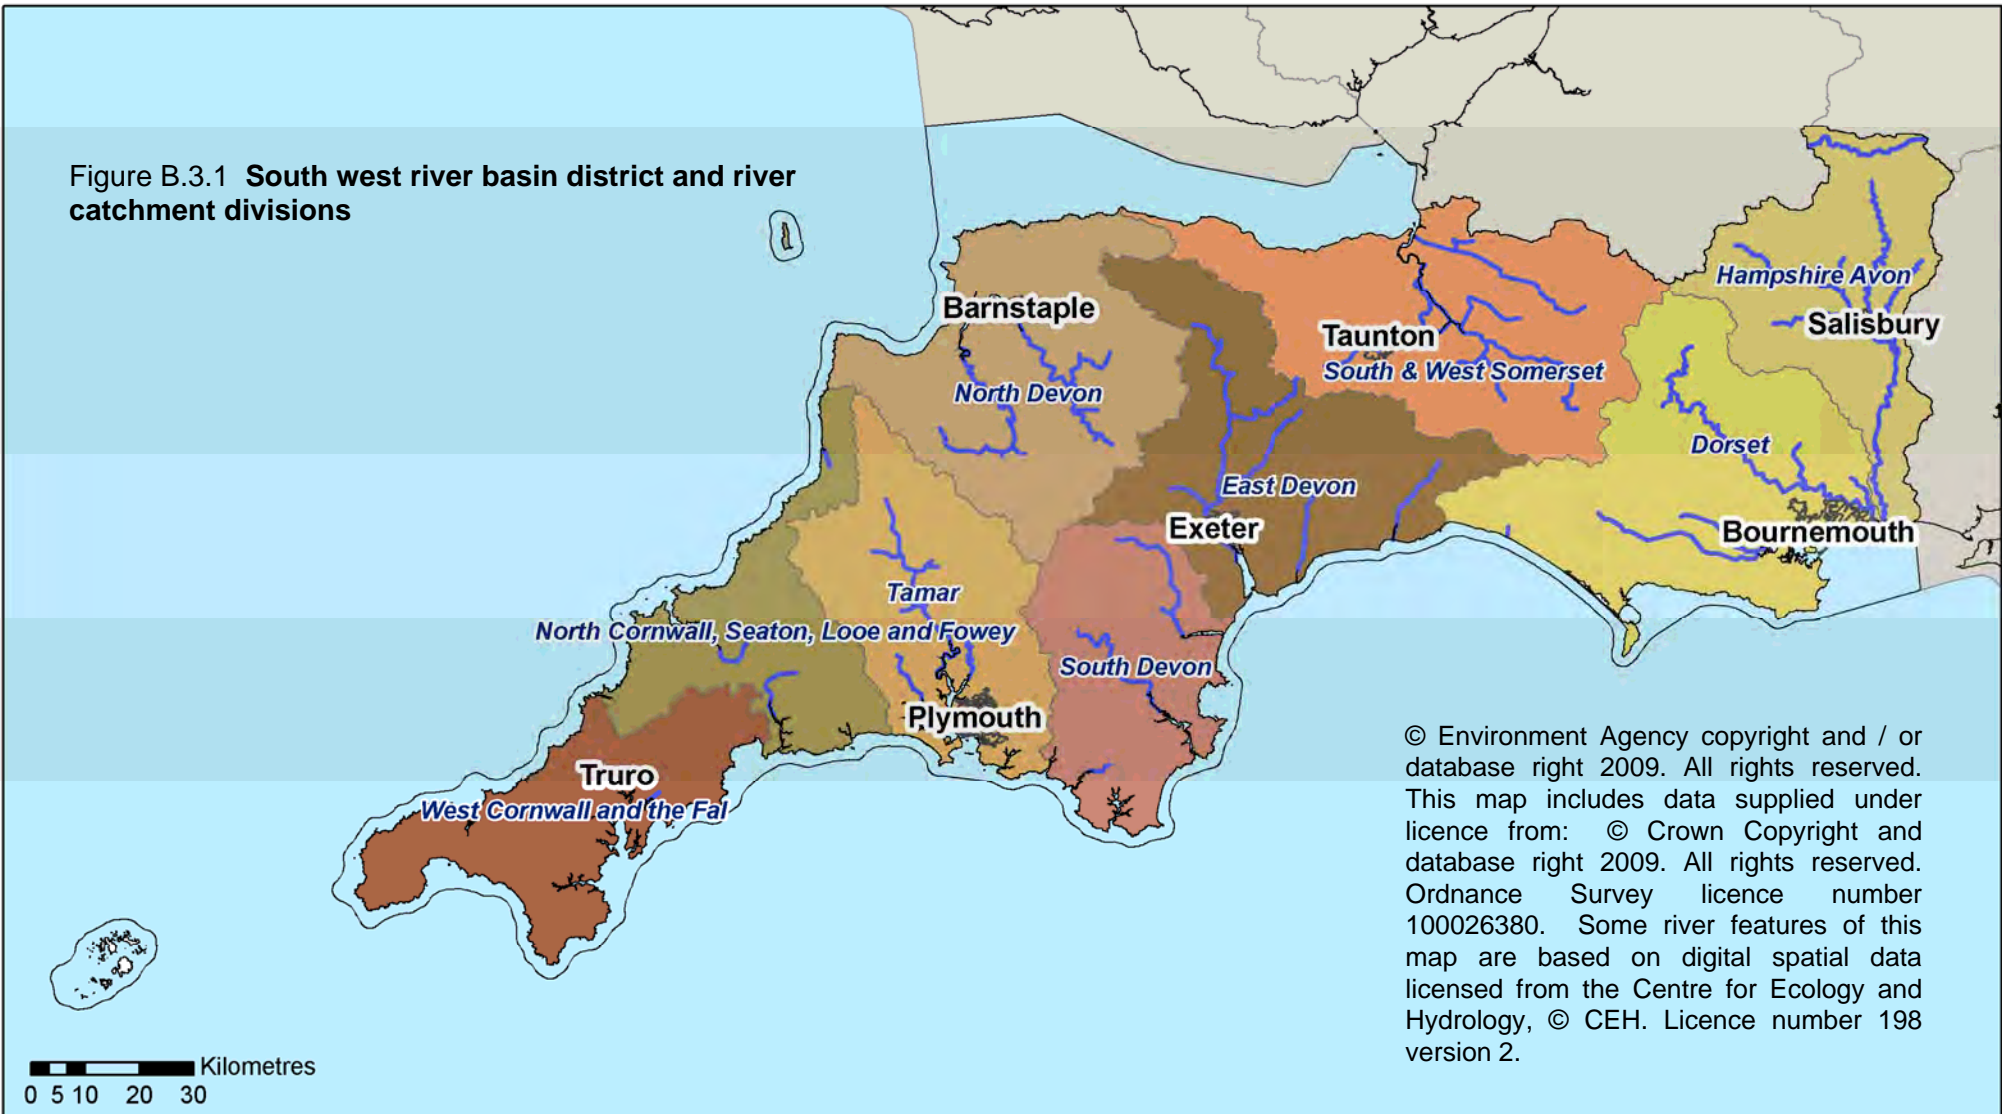 Figure B.3.1 South west river basin district and river
catchment divisions
Hampshire Avon
Barnstaple
Salisbury
Taunton
South & West Somerset
North Devon
Dorset
East Devon
Exeter
Bournemouth
Tamar
North Cornwall, Seaton, Looe and Fowey
South Devon
Plymouth
Truro
West Cornwall and the Fal
© Environment Agency copyright and / or
database right 2009. All rights reserved.
This map includes data supplied under
licence from: © Crown Copyright and
database right 2009. All rights reserved.
Ordnance Survey licence number
100026380. Some river features of this
map are based on digital spatial data
licensed from the Centre for Ecology and
Hydrology, © CEH. Licence number 198
version 2.
Kilometres
0 5 10 20 30